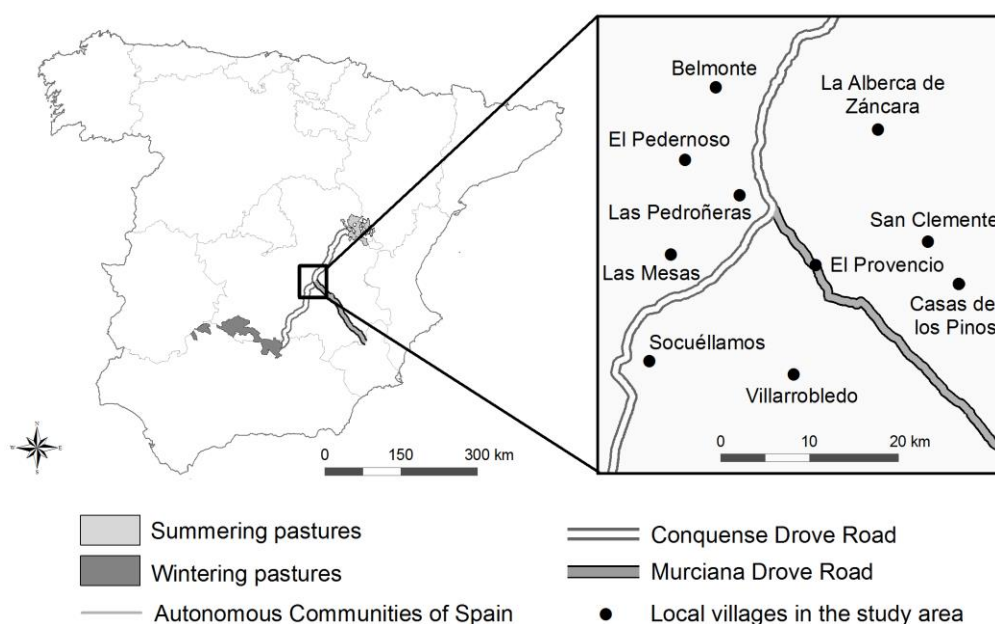 Belmonte
La Alberca de
Záncara
El Pedernoso
Las Pedroñeras
San Clemente
Las Mesas
El Provencio
Casas de
los Pinos
Socuéllamos
Villarrobledo
0 10 20 km
N
W E
S
0 150 300 km
Summering pastures
Wintering pastures
Autonomous Communities of Spain
Conquense Drove Road
Murciana Drove Road
Local villages in the study area